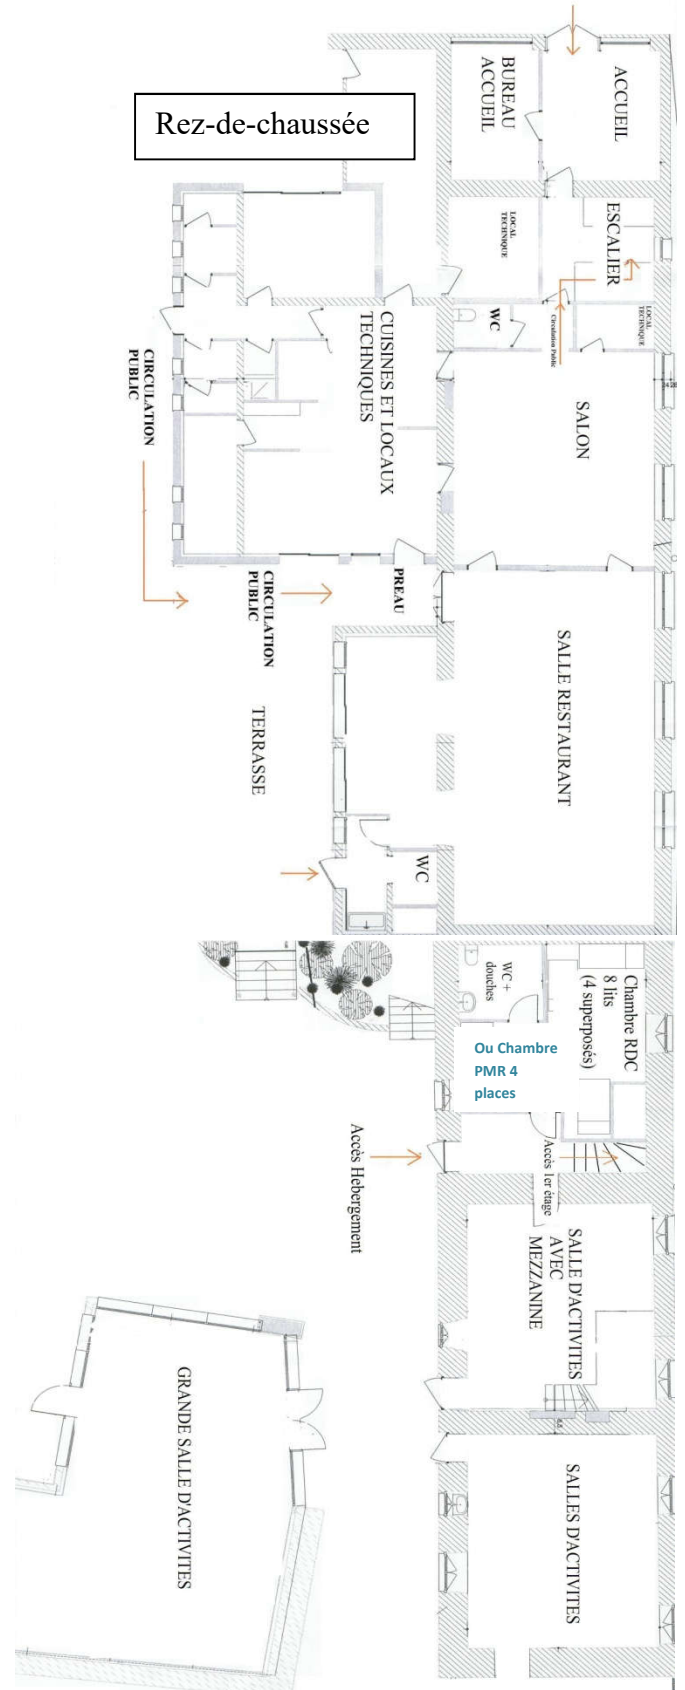 Rez-de-chaussée
ACCUEIL
BUREAU
ACCUEIL
ESCALIER
LOCAL
TECHNIQUE
LOCAL
TECHNIQUE
WC
Circulation Public
SALON
CUISINES ET LOCAUX
TECHNIQUES
CIRCULATION
PUBLIC
CIRCULATION
PUBLIC
PREAU
TERRASSE
SALLE RESTAURANT
WC
Chambre RDC
8 lits
(4 superposés)
WC +
douches
Ou Chambre
PMR 4
places
Accès Hebergement
Accès 1er étage
SALLE D'ACTIVITES
AVEC
MEZZANINE
GRANDE SALLE D'ACTIVITES
SALLES D'ACTIVITES